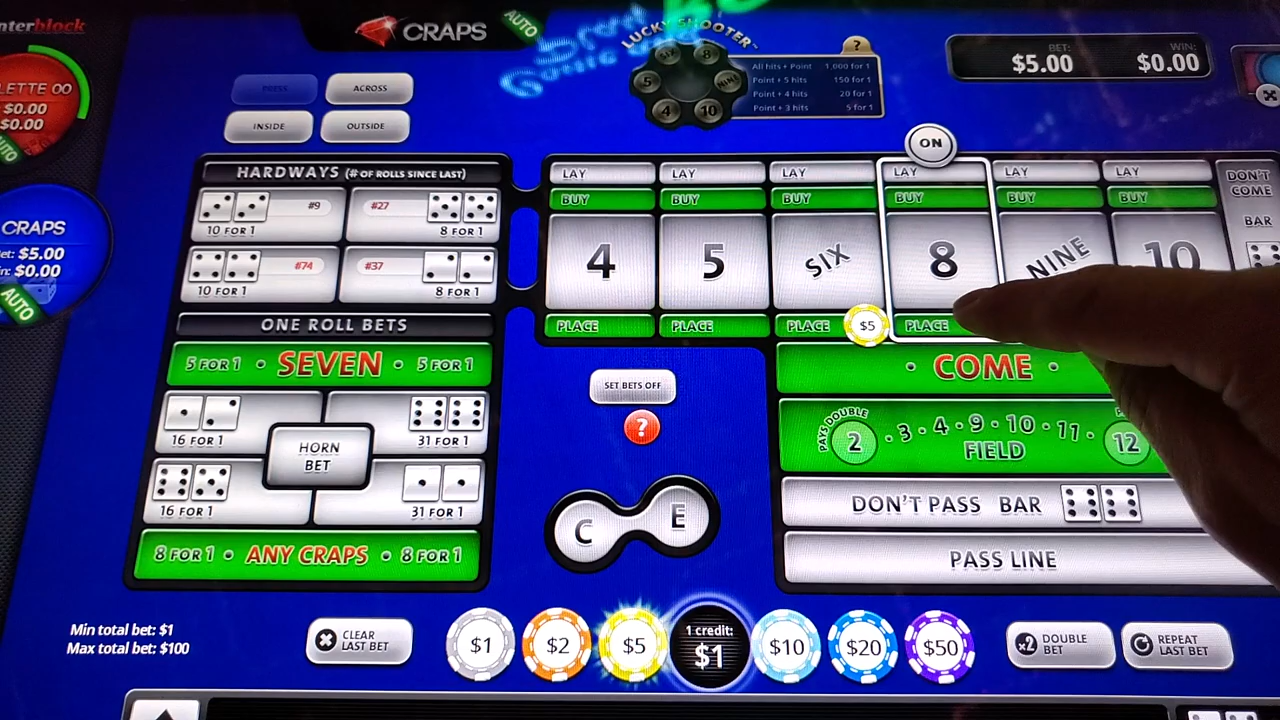 nterblock
CRAPS
AUTO
LUCKY SHOOTER
?
All hits + Point 1,000 for 1
Point + 5 hits 150 for 1
Point + 4 hits 20 for 1
Point + 3 hits 5 for 1
SIX 8 5 NINE 4 10
BET: WIN:
$5.00 $0.00
LETTE 00
$0.00
$0.00
AUTO
PRESS ACROSS
INSIDE OUTSIDE
ON
HARDWAYS (# OF ROLLS SINCE LAST)
#9 #27
10 FOR 1 8 FOR 1
#74 #37
10 FOR 1 8 FOR 1
LAY LAY LAY LAY LAY LAY
BUY BUY BUY BUY BUY BUY
4 5 SIX 8 NINE 10
PLACE PLACE PLACE $5 PLACE
DON'T
COME
BAR
CRAPS
et: $5.00
in: $0.00
AUTO
ONE ROLL BETS
5 FOR 1 • SEVEN • 5 FOR 1
16 FOR 1 31 FOR 1
HORN
BET
16 FOR 1 31 FOR 1
8 FOR 1 • ANY CRAPS • 8 FOR 1
SET BETS OFF
?
C E
• COME •
PAYS DOUBLE
2 • 3 • 4 • 9 • 10 • 11 • 12
FIELD
DON'T PASS BAR
PASS LINE
Min total bet: $1
Max total bet: $100
CLEAR
LAST BET
$1 $2 $5
1 credit:
$1
$10 $20 $50
x2 DOUBLE
BET
REPEAT
LAST BET